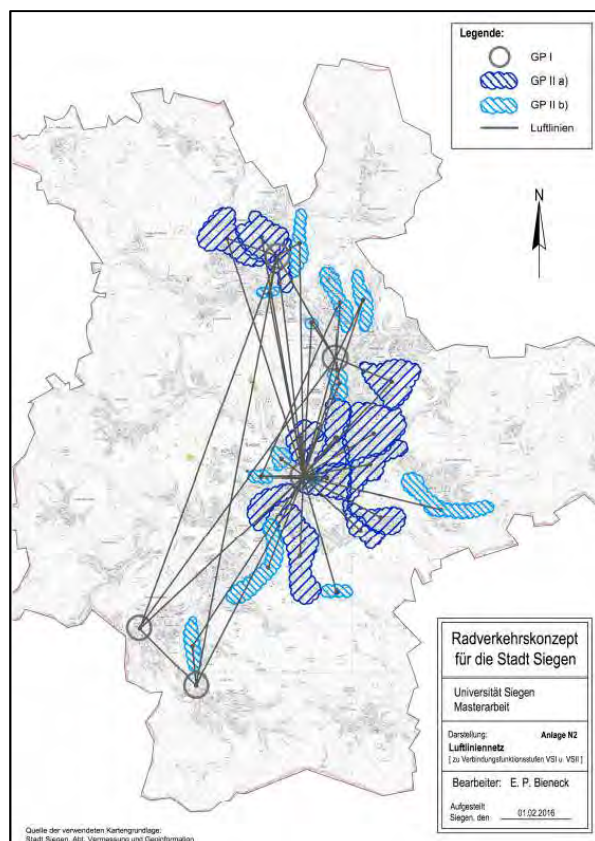 Legende:
GP I
GP II a)
GP II b)
Luftlinien
N
Radverkehrskonzept
für die Stadt Siegen
Universität Siegen
Masterarbeit
Darstellung: Anlage N2
Luftliniennetz
[ zu Verbindungsfunktionsstufen VSI u. VSII ]
Bearbeiter: E. P. Bieneck
Aufgestellt
Siegen, den 01.02.2016
Quelle der verwendeten Kartengrundlage:
Stadt Siegen, Abt. Vermessung und Geoinformation